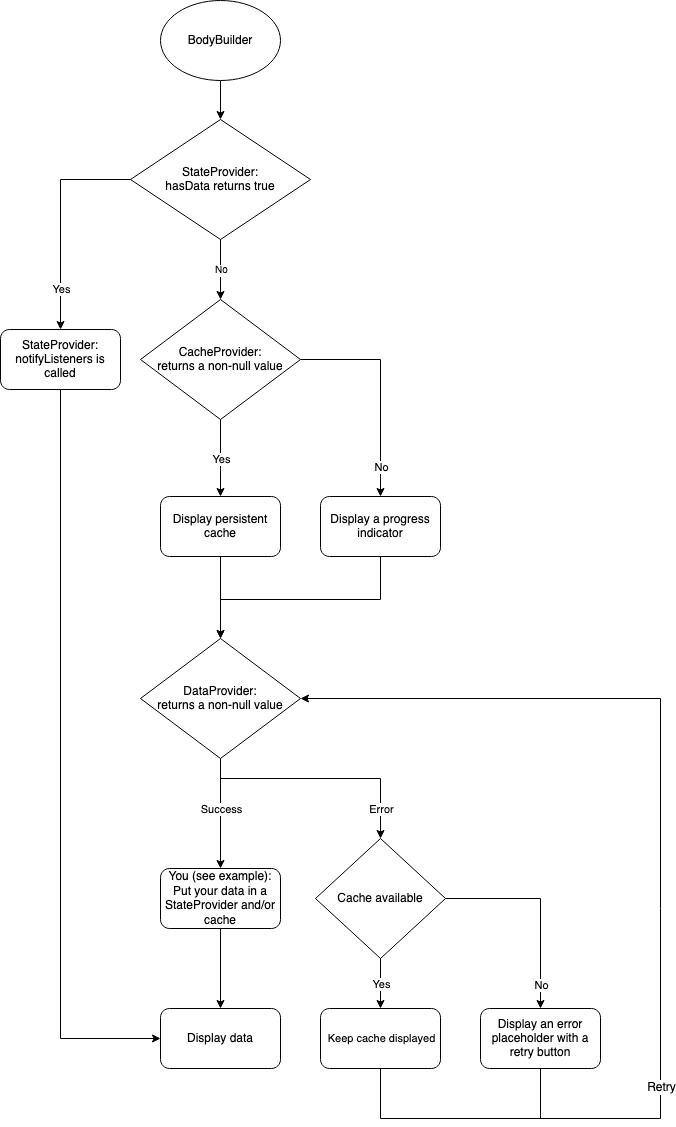 BodyBuilder
StateProvider:
hasData returns true
No
Yes
StateProvider:
notifyListeners is
called
CacheProvider:
returns a non-null value
Yes
No
Display persistent
cache
Display a progress
indicator
DataProvider:
returns a non-null value
Success
Error
You (see example):
Put your data in a
StateProvider and/or
cache
Cache available
Yes
No
Display data
Keep cache displayed
Display an error
placeholder with a
retry button
Retry